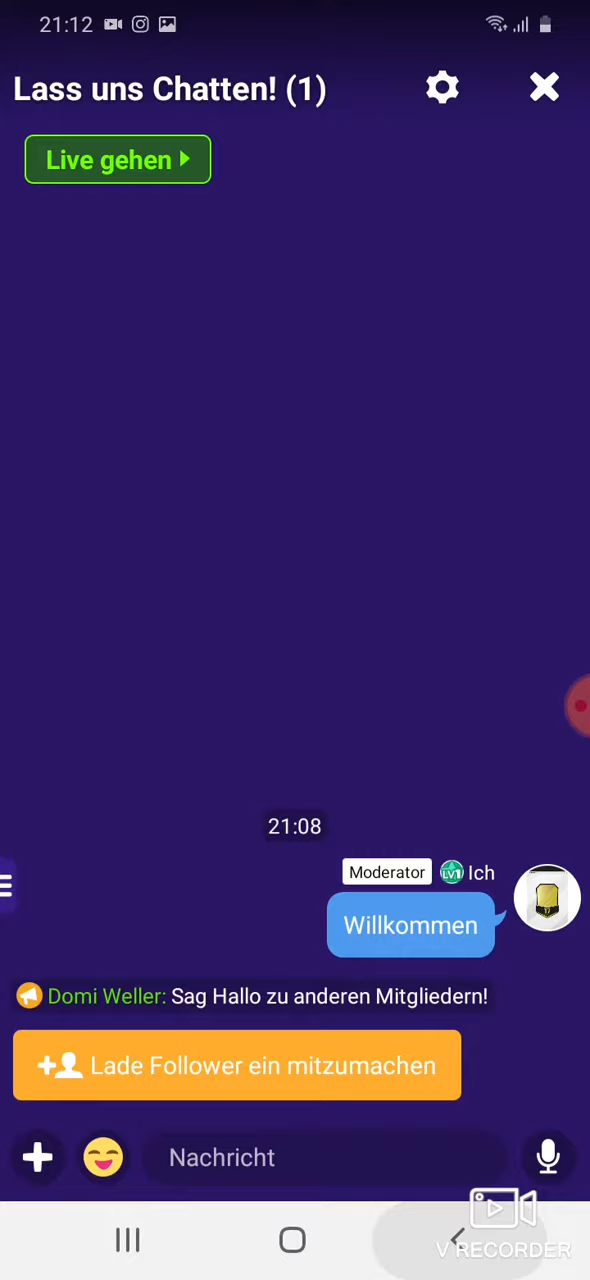 21:12
Lass uns Chatten! (1)
Live gehen
21:08
Moderator LV1 Ich
Willkommen
Domi Weller: Sag Hallo zu anderen Mitgliedern!
Lade Follower ein mitzumachen
Nachricht
V RECORDER